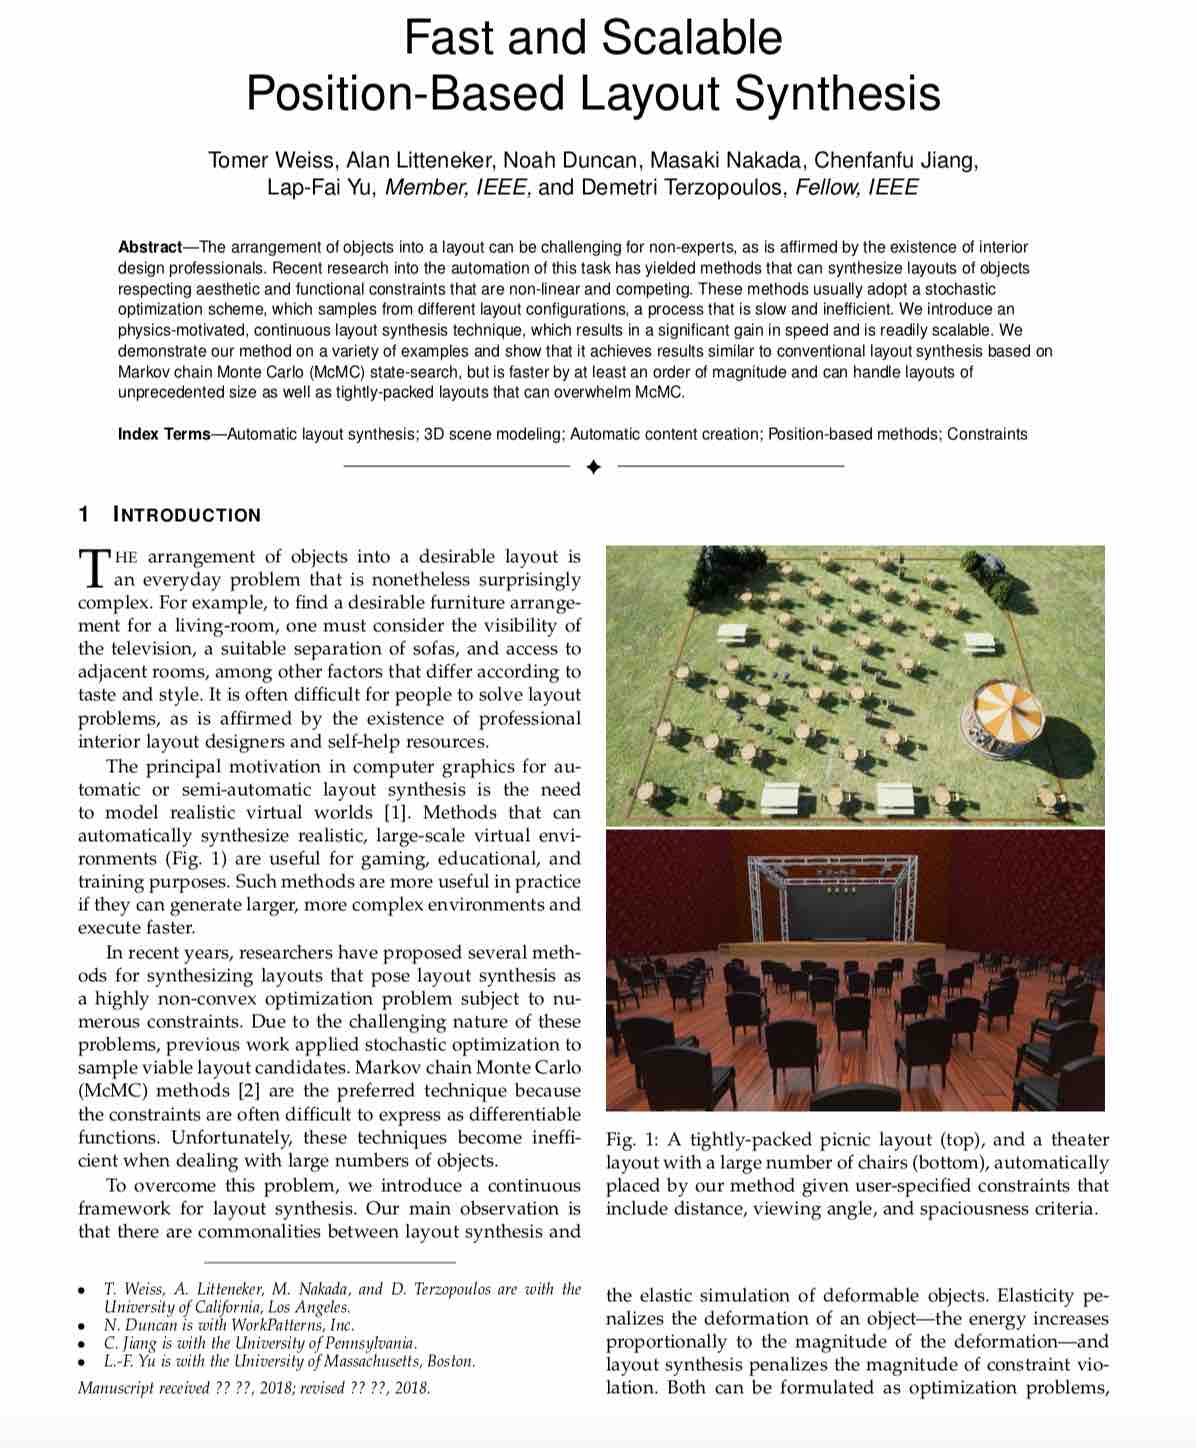 Fast and Scalable
Position-Based Layout Synthesis
Tomer Weiss, Alan Litteneker, Noah Duncan, Masaki Nakada, Chenfanfu Jiang,
Lap-Fai Yu, Member, IEEE, and Demetri Terzopoulos, Fellow, IEEE
Abstract—The arrangement of objects into a layout can be challenging for non-experts, as is affirmed by the existence of interior
design professionals. Recent research into the automation of this task has yielded methods that can synthesize layouts of objects
respecting aesthetic and functional constraints that are non-linear and competing. These methods usually adopt a stochastic
optimization scheme, which samples from different layout configurations, a process that is slow and inefficient. We introduce an
physics-motivated, continuous layout synthesis technique, which results in a significant gain in speed and is readily scalable. We
demonstrate our method on a variety of examples and show that it achieves results similar to conventional layout synthesis based on
Markov chain Monte Carlo (McMC) state-search, but is faster by at least an order of magnitude and can handle layouts of
unprecedented size as well as tightly-packed layouts that can overwhelm McMC.
Index Terms—Automatic layout synthesis; 3D scene modeling; Automatic content creation; Position-based methods; Constraints
1 INTRODUCTION
THE arrangement of objects into a desirable layout is
an everyday problem that is nonetheless surprisingly
complex. For example, to find a desirable furniture arrange-
ment for a living-room, one must consider the visibility of
the television, a suitable separation of sofas, and access to
adjacent rooms, among other factors that differ according to
taste and style. It is often difficult for people to solve layout
problems, as is affirmed by the existence of professional
interior layout designers and self-help resources.
The principal motivation in computer graphics for au-
tomatic or semi-automatic layout synthesis is the need
to model realistic virtual worlds [1]. Methods that can
automatically synthesize realistic, large-scale virtual envi-
ronments (Fig. 1) are useful for gaming, educational, and
training purposes. Such methods are more useful in practice
if they can generate larger, more complex environments and
execute faster.
In recent years, researchers have proposed several meth-
ods for synthesizing layouts that pose layout synthesis as
a highly non-convex optimization problem subject to nu-
merous constraints. Due to the challenging nature of these
problems, previous work applied stochastic optimization to
sample viable layout candidates. Markov chain Monte Carlo
(McMC) methods [2] are the preferred technique because
the constraints are often difficult to express as differentiable
functions. Unfortunately, these techniques become ineffi-
cient when dealing with large numbers of objects.
To overcome this problem, we introduce a continuous
framework for layout synthesis. Our main observation is
that there are commonalities between layout synthesis and
• T. Weiss, A. Litteneker, M. Nakada, and D. Terzopoulos are with the
University of California, Los Angeles.
• N. Duncan is with WorkPatterns, Inc.
• C. Jiang is with the University of Pennsylvania.
• L.-F. Yu is with the University of Massachusetts, Boston.
Manuscript received ?? ??, 2018; revised ?? ??, 2018.
Fig. 1: A tightly-packed picnic layout (top), and a theater
layout with a large number of chairs (bottom), automatically
placed by our method given user-specified constraints that
include distance, viewing angle, and spaciousness criteria.
the elastic simulation of deformable objects. Elasticity pe-
nalizes the deformation of an object—the energy increases
proportionally to the magnitude of the deformation—and
layout synthesis penalizes the magnitude of constraint vio-
lation. Both can be formulated as optimization problems,